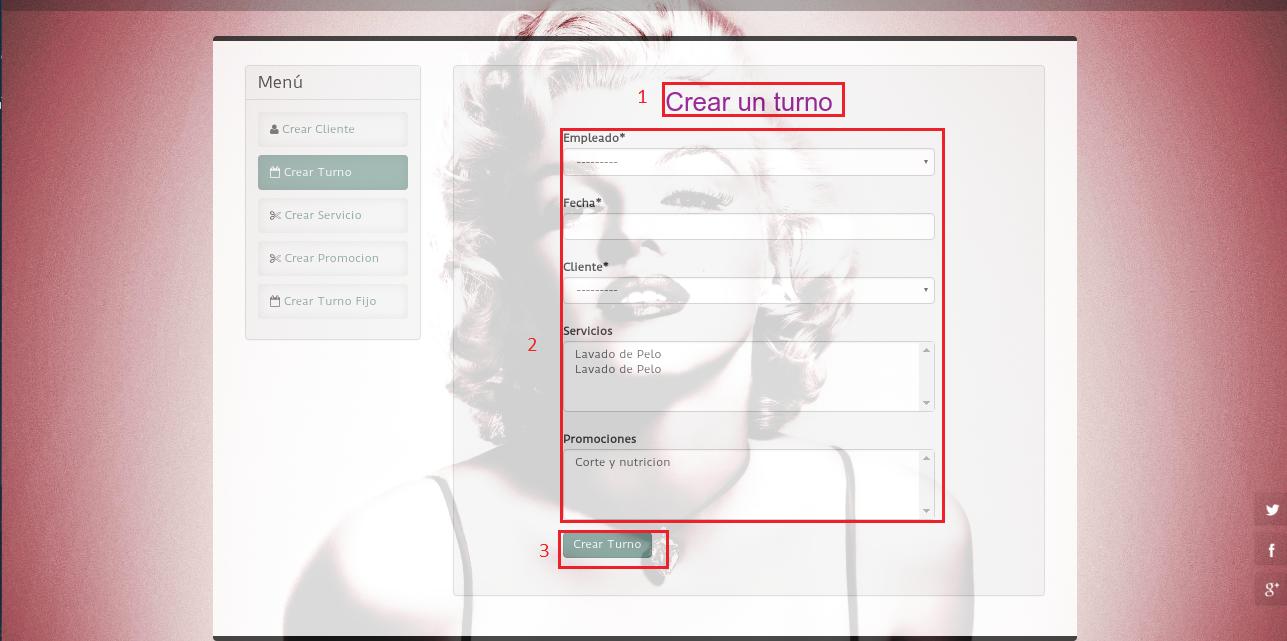 Menú
Crear Cliente
Crear Turno
Crear Servicio
Crear Promocion
Crear Turno Fijo
1 Crear un turno
2
Empleado*
---------
Fecha*
Cliente*
---------
Servicios
Lavado de Pelo
Lavado de Pelo
Promociones
Corte y nutricion
3 Crear Turno